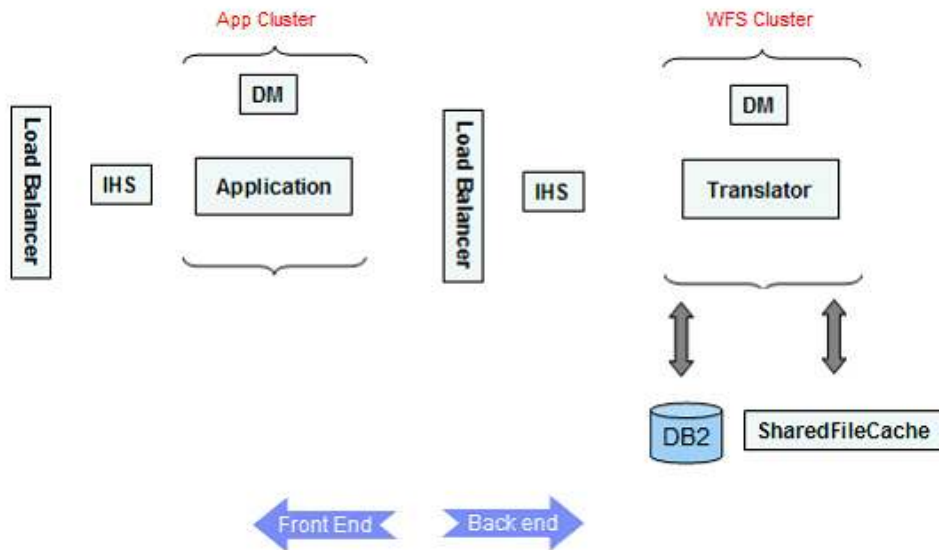 App Cluster
WFS Cluster
DM
DM
Load Balancer
IHS
Application
Load Balancer
IHS
Translator
DB2
SharedFileCache
Front End
Back end